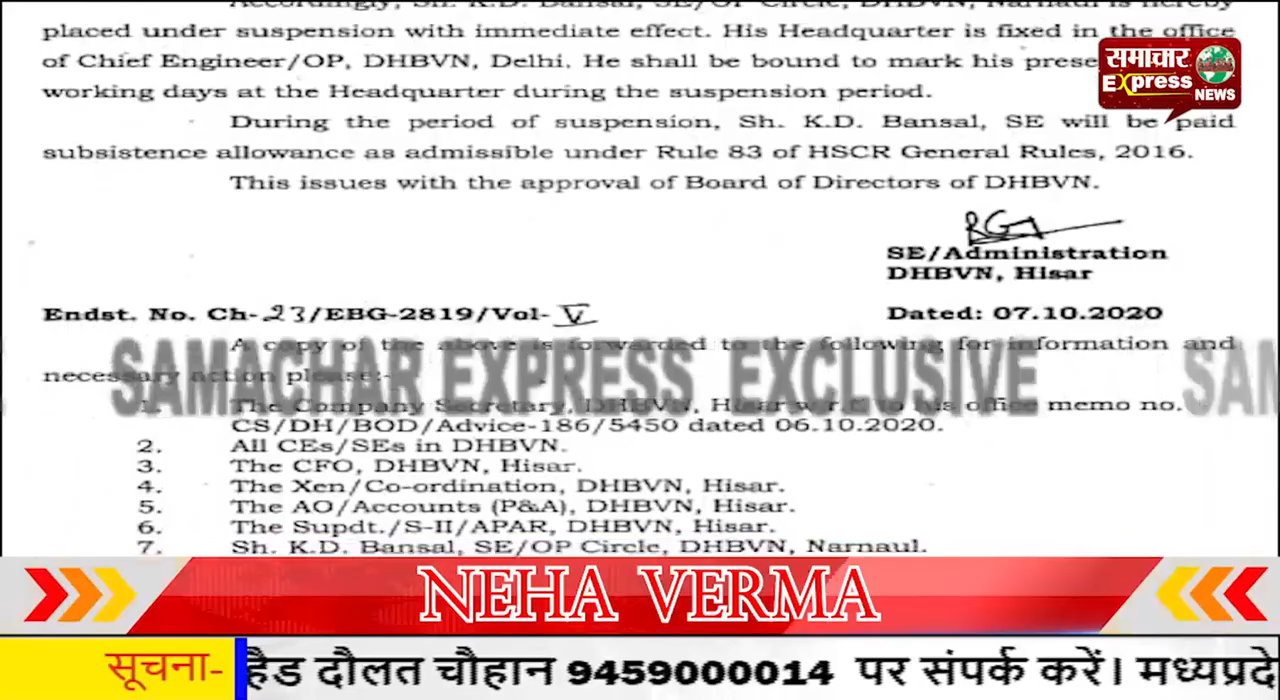 Accordingly, Sh. K.D. Bansal, SE/OP Circle, DHBVN, Narnaul is hereby
placed under suspension with immediate effect. His Headquarter is fixed in the office
of Chief Engineer/OP, DHBVN, Delhi. He shall be bound to mark his
working days at the Headquarter during the suspension period.
During the period of suspension, Sh. K.D. Bansal, SE will be paid
subsistence allowance as admissible under Rule 83 of HSCR General Rules, 2016.
This issues with the approval of Board of Directors of DHBVN.
समाचार
Express
NEWS
SE/Administration
DHBVN, Hisar
Endst. No. Ch-23/EBG-2819/Vol-V
Dated: 07.10.2020
A copy of the above is forwarded to the following for information and
necessary action please:-
SAMACHAR EXPRESS EXCLUSIVE
SAM
1. The Company Secretary, DHBVN, Hisar w.r.t to his office memo no.
CS/DH/BOD/Advice-186/5450 dated 06.10.2020.
2. All CEs/SEs in DHBVN.
3. The CFO, DHBVN, Hisar.
4. The Xen/Co-ordination, DHBVN, Hisar.
5. The AO/Accounts (P&A), DHBVN, Hisar.
6. The Supdt./S-II/APAR, DHBVN, Hisar.
7. Sh. K.D. Bansal, SE/OP Circle, DHBVN, Narnaul.
NEHA VERMA
सूचना-
हैड दौलत चौहान 9459000014 पर संपर्क करें। मध्यप्रदे